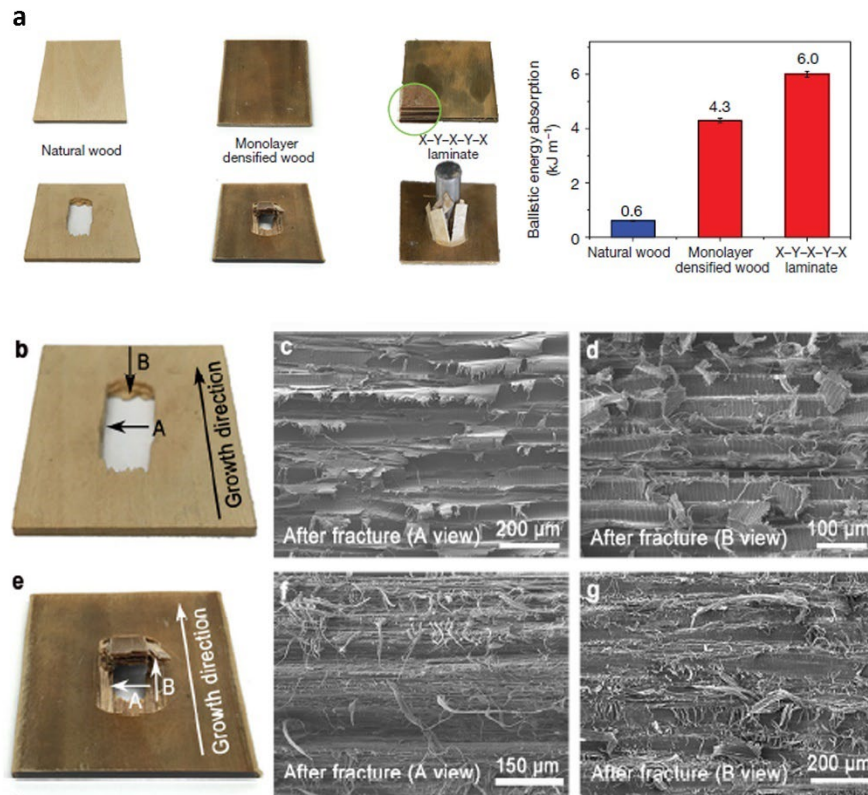 a
Natural wood
Monolayer
densified wood
X–Y–X–Y–X
laminate
Ballistic energy absorption
(kJ m⁻¹)
6
4
2
0
0.6
4.3
6.0
Natural wood
Monolayer
densified wood
X–Y–X–Y–X
laminate
b
B
A
Growth direction
c
After fracture (A view)
200 µm
d
After fracture (B view)
100 µm
e
B
A
Growth direction
f
After fracture (A view)
150 µm
g
After fracture (B view)
200 µm